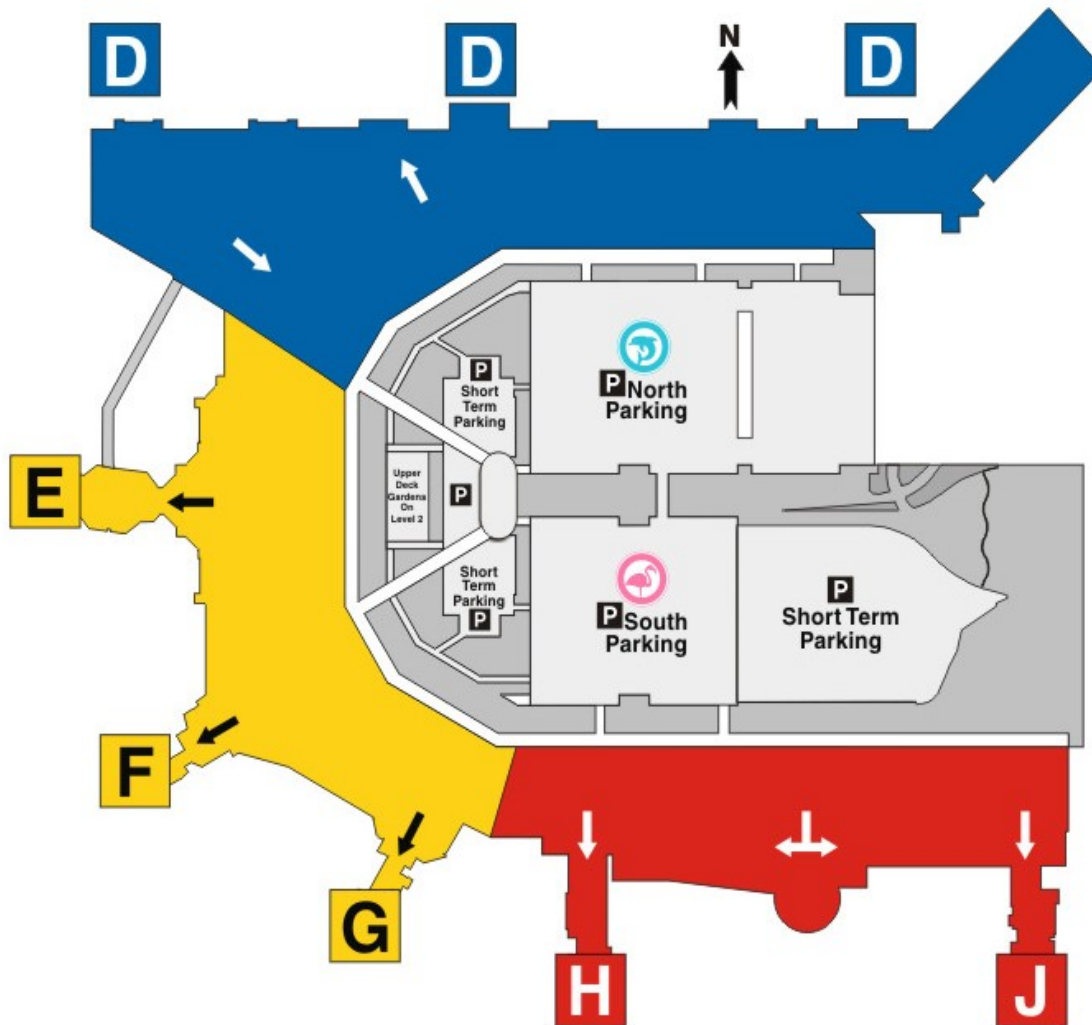 D
D
N
D
P
Short
Term
Parking
P North
Parking
E
Upper
Deck
Gardens
On
Level 2
P
Short
Term
Parking
P
P South
Parking
P
Short Term
Parking
F
G
H
J